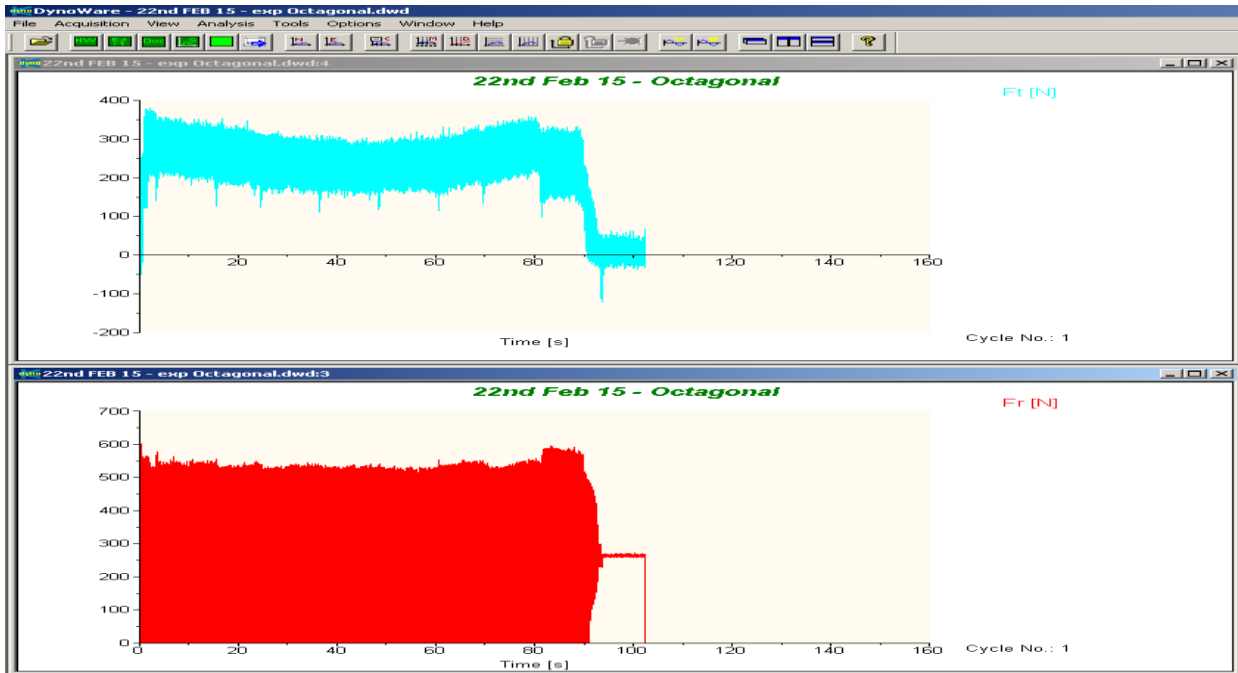 DynoWare - 22nd FEB 15 - exp Octagonal.dwd
File Acquisition View Analysis Tools Options Window Help
22nd FEB 15 - exp Octagonal.dwd:4
22nd Feb 15 - Octagonal
Ft [N]
400
300
200
100
0
20 40 60 80 100 120 140 160
-100
-200
Time [s]
Cycle No.: 1
22nd FEB 15 - exp Octagonal.dwd:3
22nd Feb 15 - Octagonal
Fr [N]
700
600
500
400
300
200
100
0
0 20 40 60 80 100 120 140 160
Time [s]
Cycle No.: 1